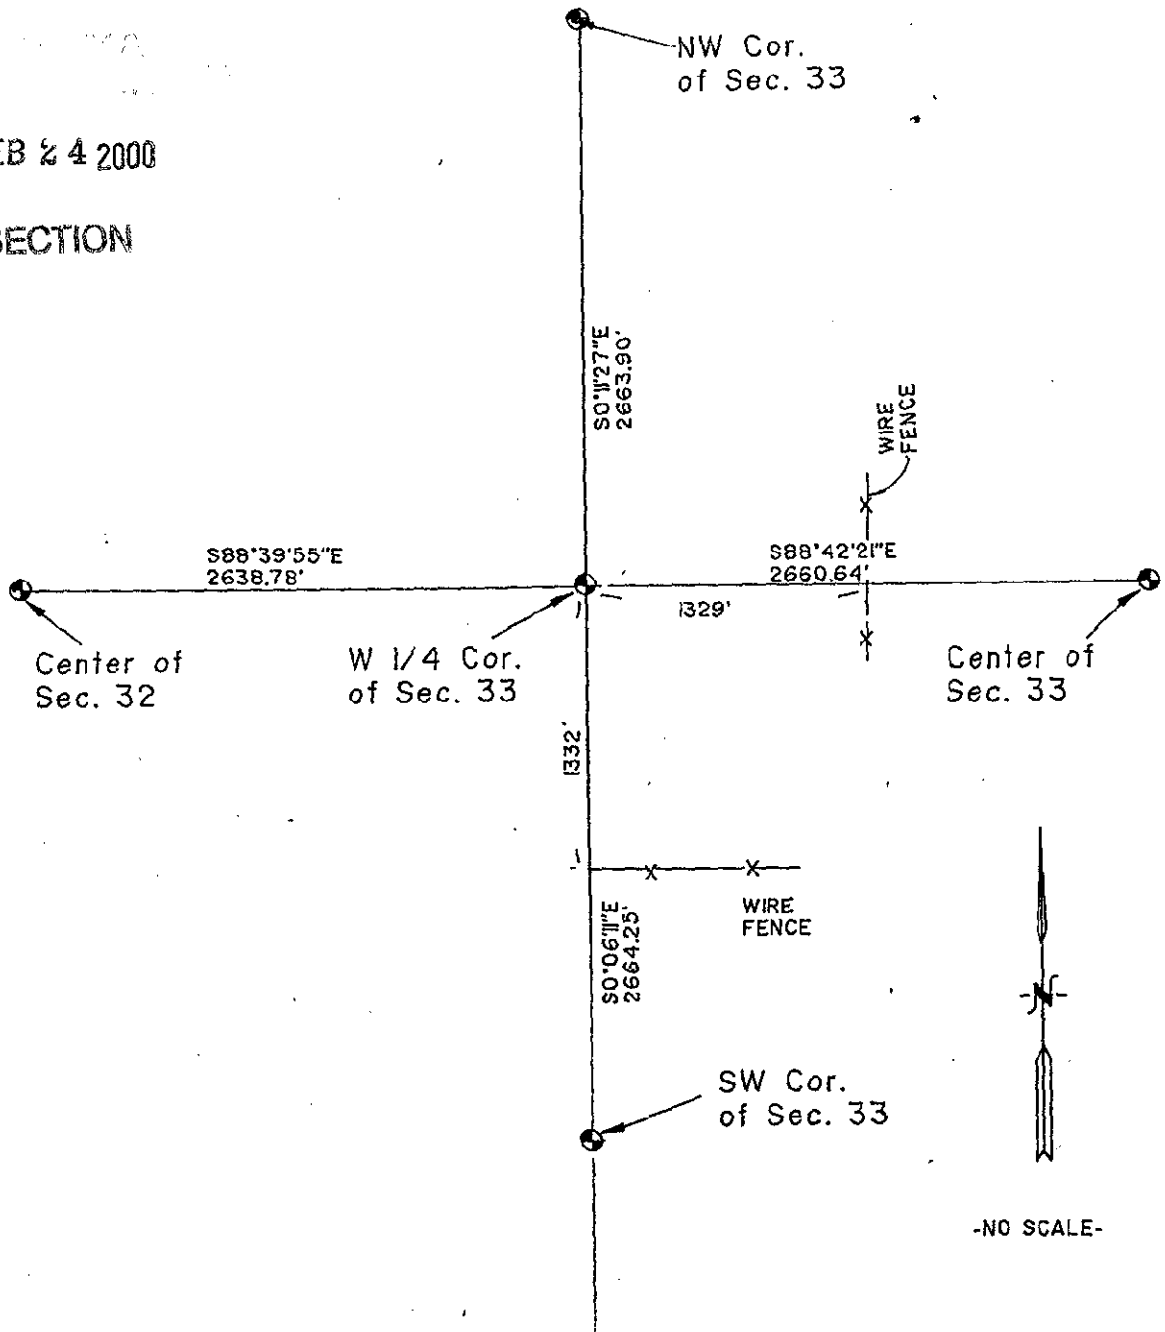 NW Cor.
of Sec. 33
2 4 2000
SECTION
S0°11'27"E
2663.90'
WIRE
FENCE
S88°39'55"E
2638.78'
S88°42'21"E
2660.64'
1329'
Center of
Sec. 32
W 1/4 Cor.
of Sec. 33
Center of
Sec. 33
1332'
WIRE
FENCE
S0°06'11"E
2664.25'
N
SW Cor.
of Sec. 33
-NO SCALE-